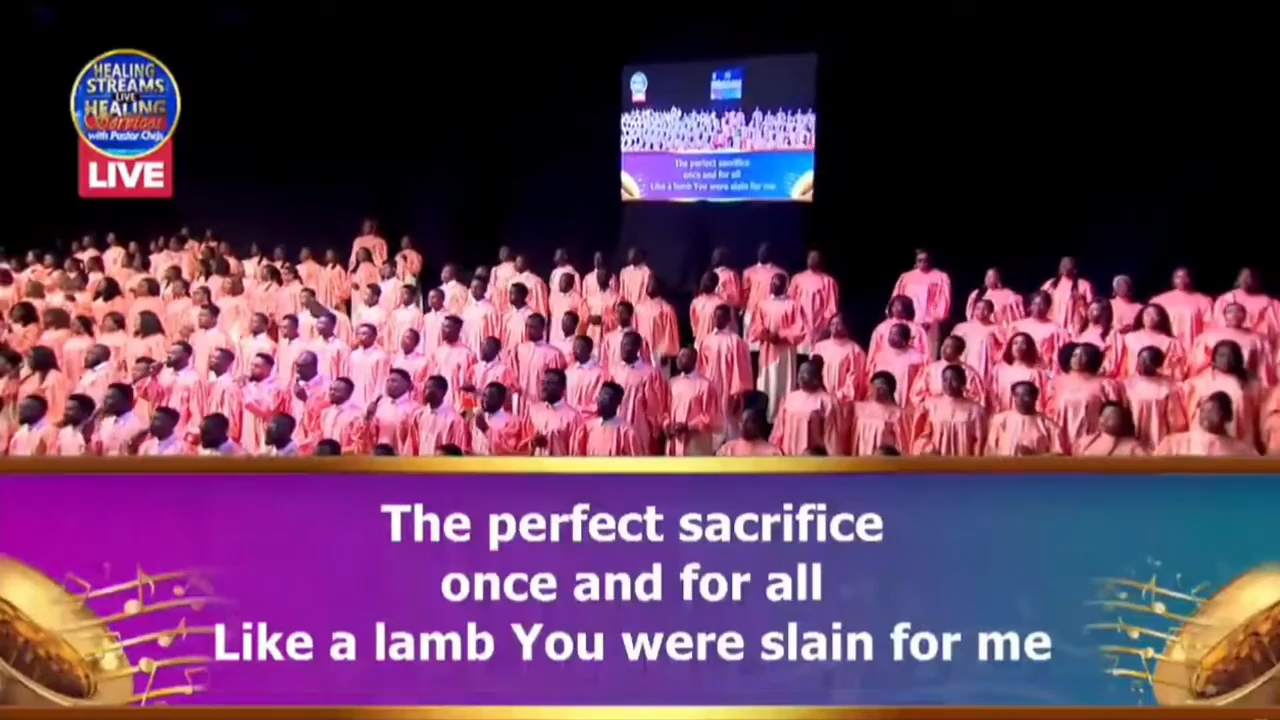 HEALING
STREAMS
LIVE
HEALING
Services
with Pastor Chris
LIVE
The perfect sacrifice
once and for all
Like a lamb You were slain for me
The perfect sacrifice
once and for all
Like a lamb You were slain for me